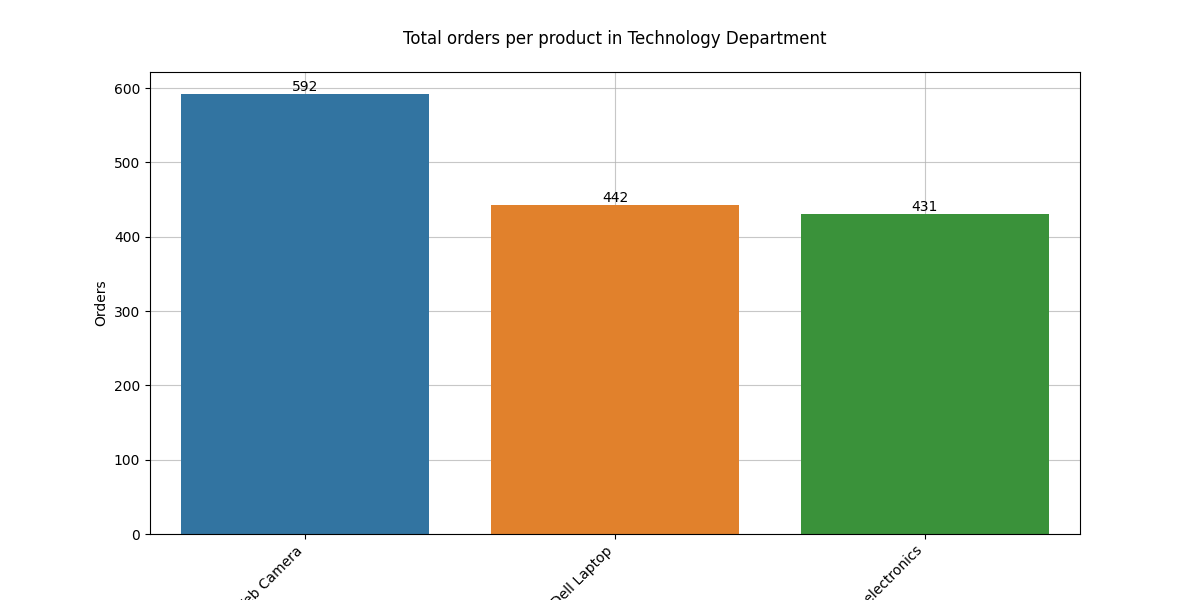 Total orders per product in Technology Department
600
500
400
300
200
100
0
Orders
592
442
431
Camera
Dell Laptop
electronics